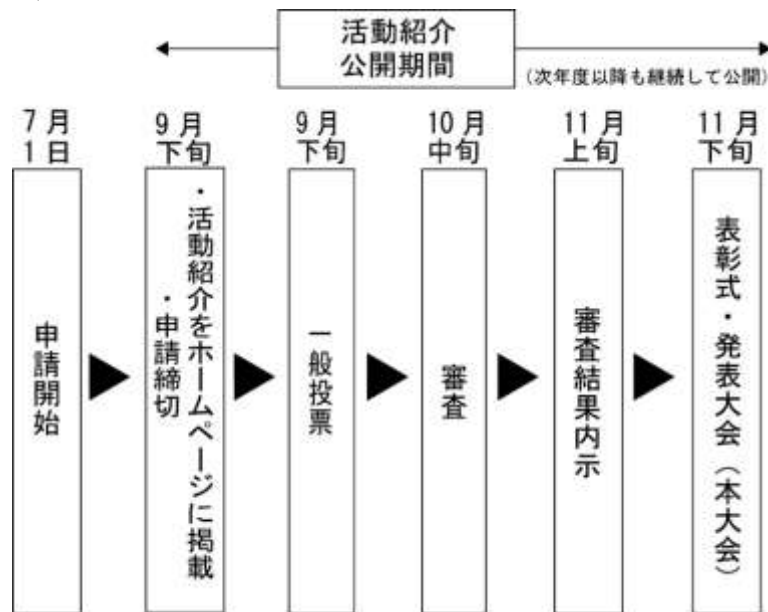 活動紹介
公開期間
(次年度以降も継続して公開)
7月
1日
申請開始
9月
下旬
・活動紹介をホームページに掲載
・申請締切
9月
下旬
一般投票
10月
中旬
審査
11月
上旬
審査結果内示
11月
下旬
表彰式・発表大会(本大会)